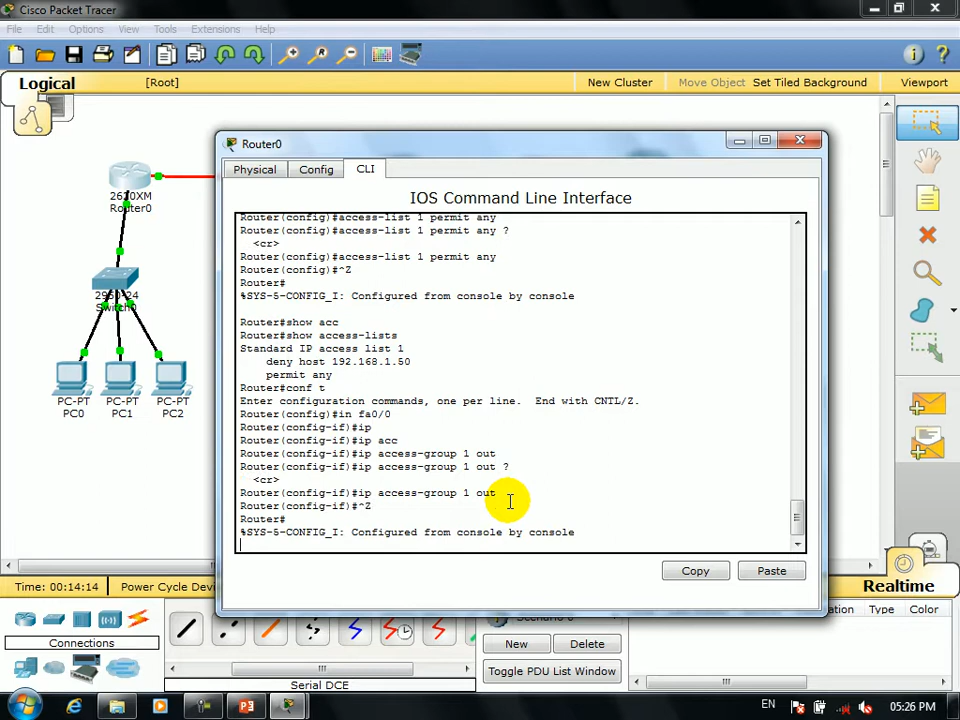 Cisco Packet Tracer
File Edit Options View Tools Extensions Help
Logical [Root] New Cluster Move Object Set Tiled Background Viewport
2620XM
Router0
2950-24
Switch0
PC-PT
PC0
PC-PT
PC1
PC-PT
PC2
Router0
Physical Config CLI
IOS Command Line Interface
Router(config)#access-list 1 permit any
Router(config)#access-list 1 permit any ?
<cr>
Router(config)#access-list 1 permit any
Router(config)#^Z
Router#
%SYS-5-CONFIG_I: Configured from console by console
Router#show acc
Router#show access-lists
Standard IP access list 1
deny host 192.168.1.50
permit any
Router#conf t
Enter configuration commands, one per line. End with CNTL/Z.
Router(config)#in fa0/0
Router(config-if)#ip
Router(config-if)#ip acc
Router(config-if)#ip access-group 1 out
Router(config-if)#ip access-group 1 out ?
<cr>
Router(config-if)#ip access-group 1 out
Router(config-if)#^Z
Router#
%SYS-5-CONFIG_I: Configured from console by console
Copy Paste
Time: 00:14:14 Power Cycle Devi Realtime
Connections
Serial DCE
Scenario 0
New Delete
Toggle PDU List Window
ation Type Color
EN 05:26 PM